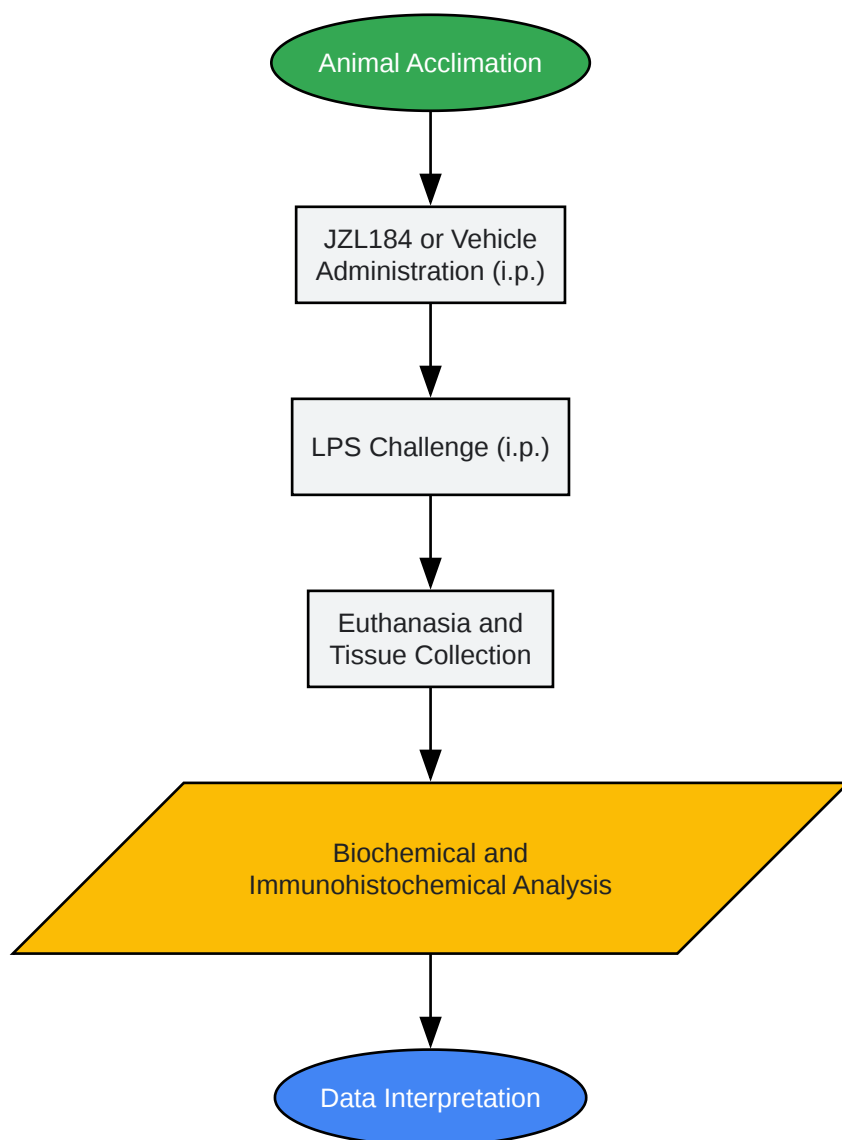 Animal Acclimation
JZL184 or Vehicle
Administration (i.p.)
LPS Challenge (i.p.)
Euthanasia and
Tissue Collection
Biochemical and
Immunohistochemical Analysis
Data Interpretation